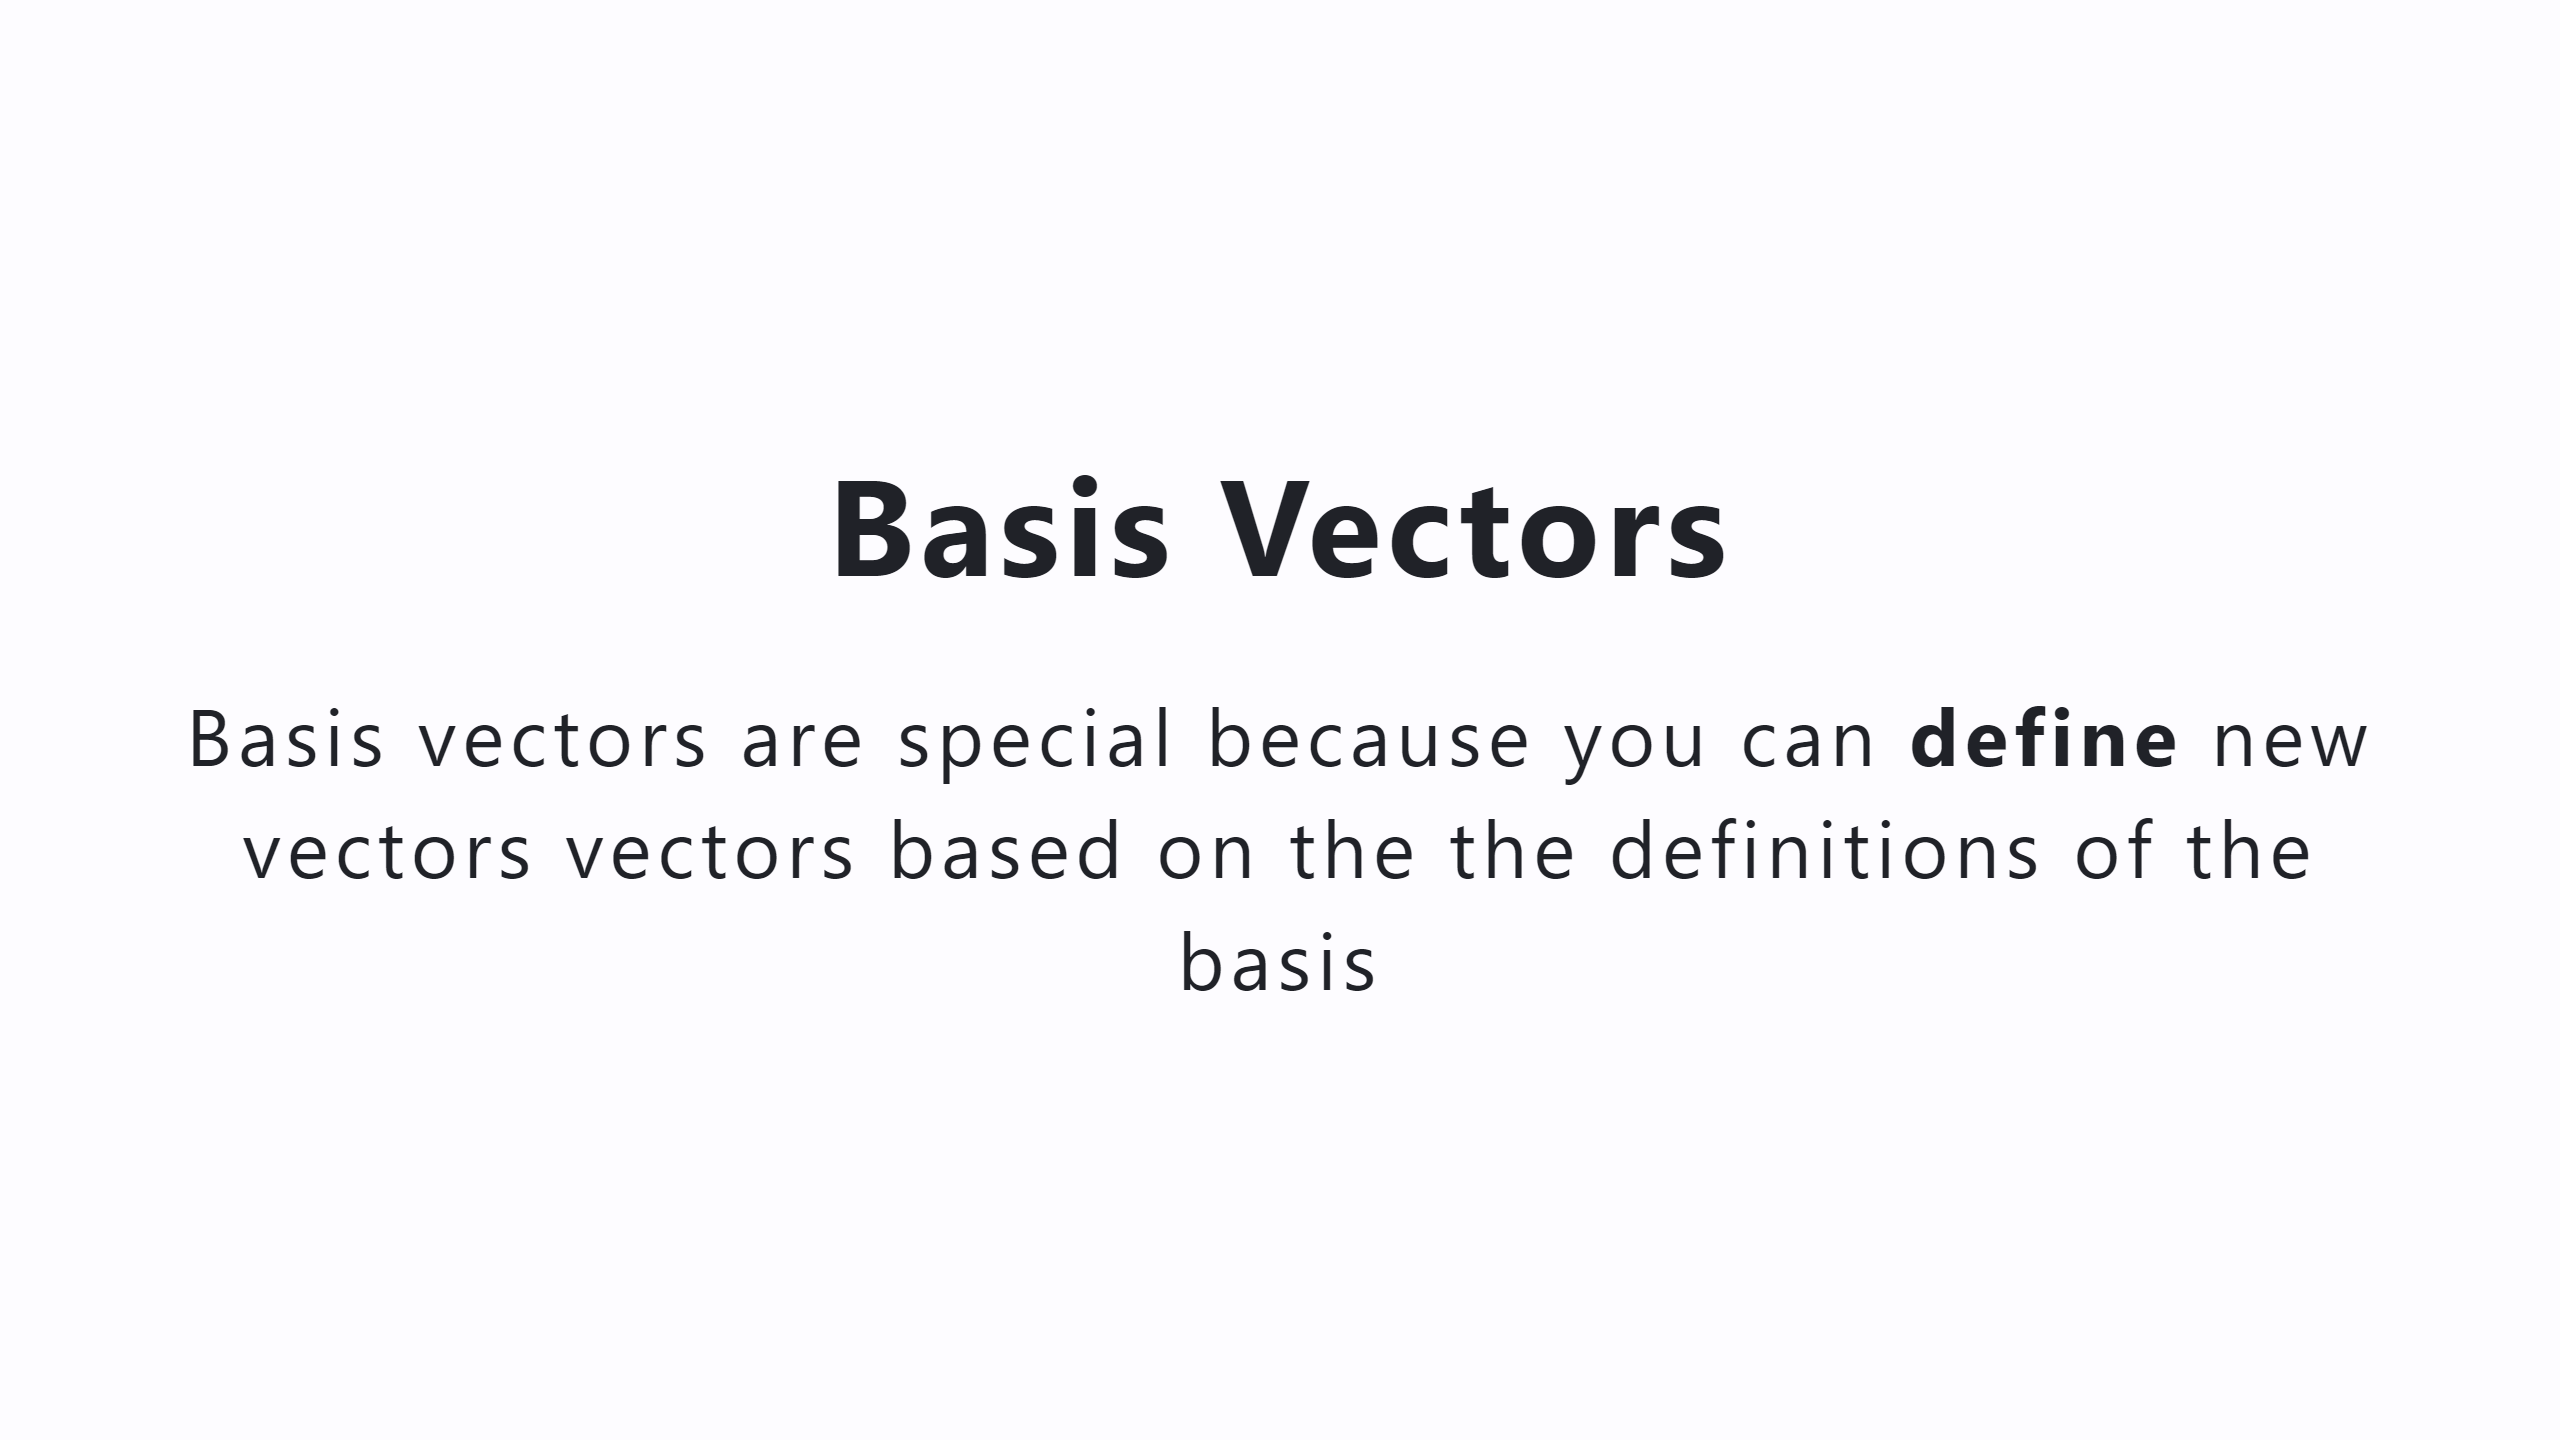 Basis Vectors
Basis vectors are special because you can define new
vectors vectors based on the the definitions of the
basis